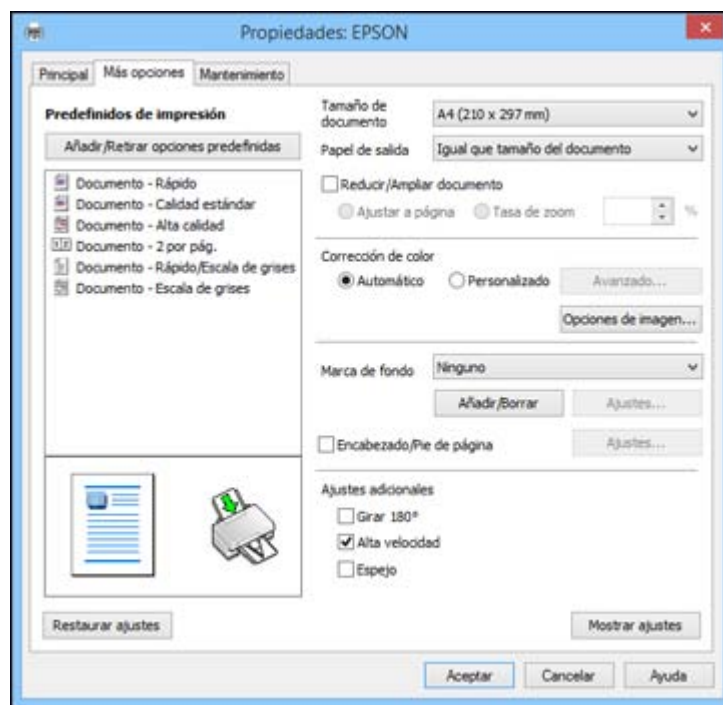 Propiedades: EPSON
Principal
Más opciones
Mantenimiento
Predefinidos de impresión
Añadir/Retirar opciones predefinidas
Documento - Rápido
Documento - Calidad estándar
Documento - Alta calidad
Documento - 2 por pág.
Documento - Rápido/Escala de grises
Documento - Escala de grises
Restaurar ajustes
Tamaño de
documento
A4 (210 x 297 mm)
Papel de salida
Igual que tamaño del documento
Reducir/Ampliar documento
Ajustar a página
Tasa de zoom
%
Corrección de color
Automático
Personalizado
Avanzado...
Opciones de imagen...
Marca de fondo
Ninguno
Añadir/Borrar
Ajustes...
Encabezado/Pie de página
Ajustes...
Ajustes adicionales
Girar 180°
Alta velocidad
Espejo
Mostrar ajustes
Aceptar
Cancelar
Ayuda